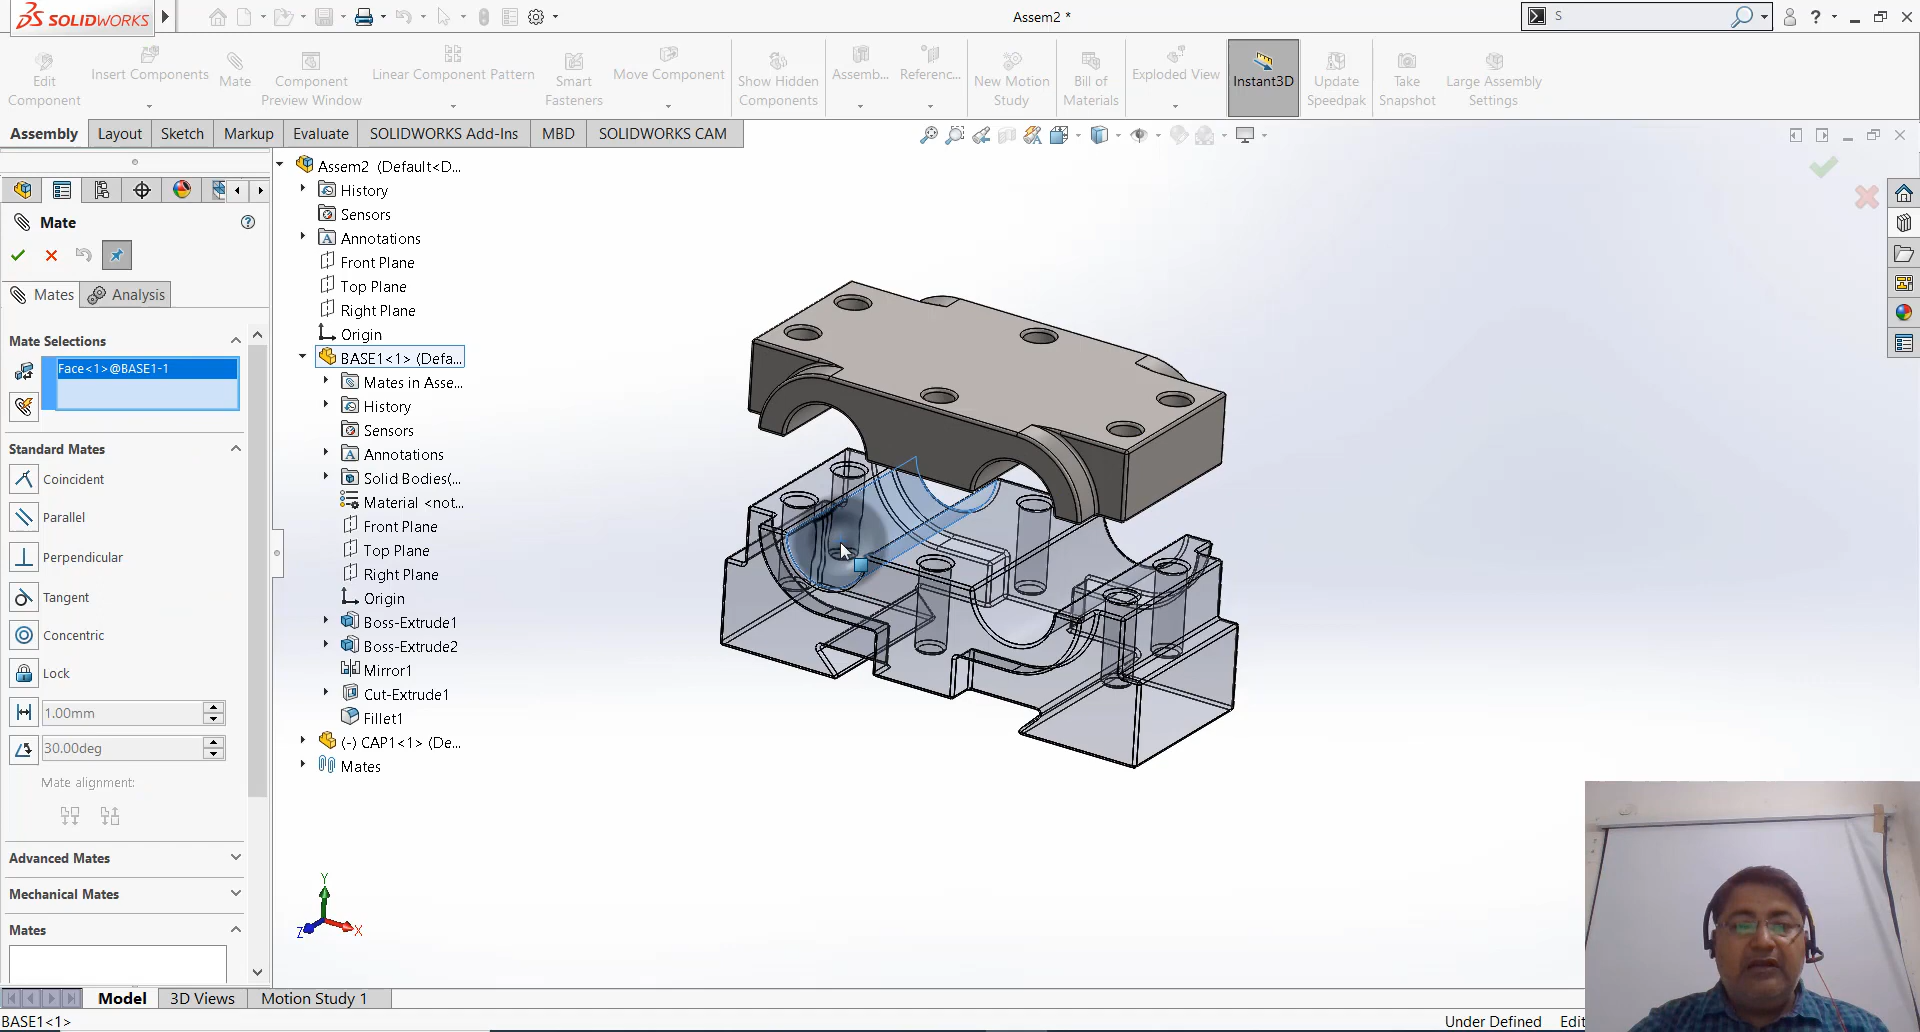 SOLIDWORKS
Assem2 *
S
?
Edit Component
Insert Components
Mate
Component Preview Window
Linear Component Pattern
Smart Fasteners
Move Component
Show Hidden Components
Assemb...
Referenc...
New Motion Study
Bill of Materials
Exploded View
Instant3D
Update Speedpak
Take Snapshot
Large Assembly Settings
Assembly
Layout
Sketch
Markup
Evaluate
SOLIDWORKS Add-Ins
MBD
SOLIDWORKS CAM
Mate
?
Mates
Analysis
Mate Selections
Face<1>@BASE1-1
Standard Mates
Coincident
Parallel
Perpendicular
Tangent
Concentric
Lock
1.00mm
30.00deg
Mate alignment:
Advanced Mates
Mechanical Mates
Mates
Assem2 (Default<D...
History
Sensors
Annotations
Front Plane
Top Plane
Right Plane
Origin
BASE1<1> (Defa...
Mates in Asse...
History
Sensors
Annotations
Solid Bodies(...
Material <not...
Front Plane
Top Plane
Right Plane
Origin
Boss-Extrude1
Boss-Extrude2
Mirror1
Cut-Extrude1
Fillet1
(-) CAP1<1> (De...
Mates
Y
Z
X
Model
3D Views
Motion Study 1
BASE1<1>
Under Defined
Edit